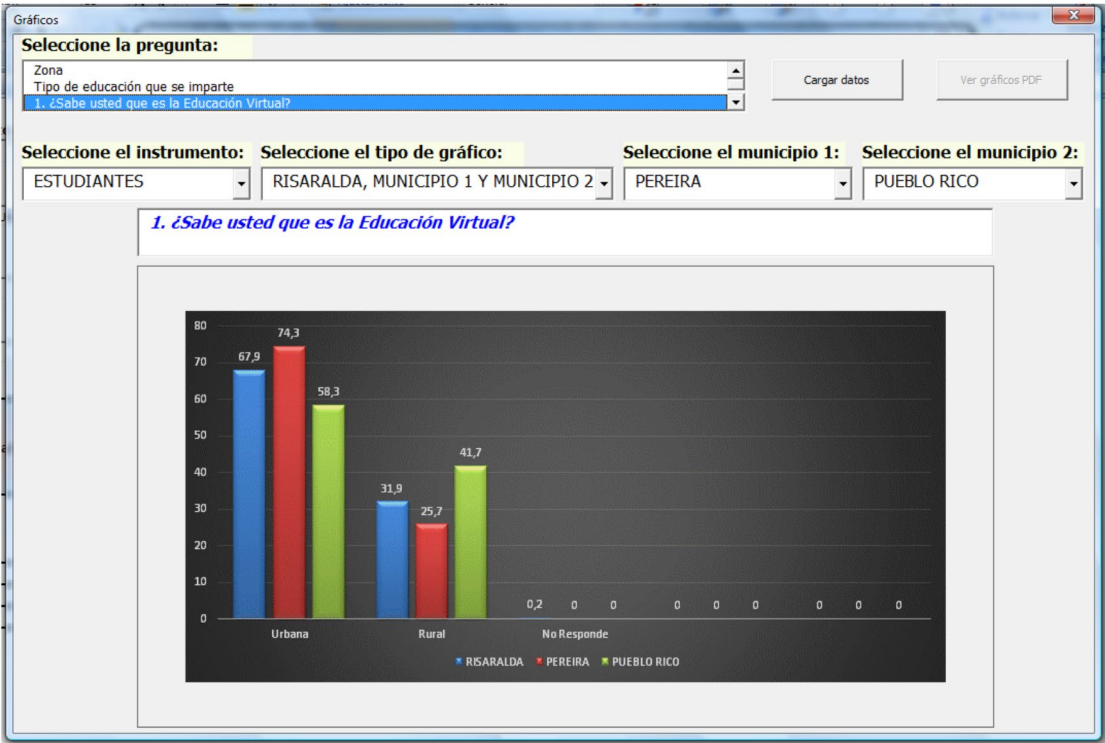 Gráficos
Seleccione la pregunta:
Zona
Tipo de educación que se imparte
1. ¿Sabe usted que es la Educación Virtual?
Cargar datos
Ver gráficos PDF
Seleccione el instrumento: Seleccione el tipo de gráfico: Seleccione el municipio 1: Seleccione el municipio 2:
ESTUDIANTES RISARALDA, MUNICIPIO 1 Y MUNICIPIO 2 PEREIRA PUEBLO RICO
1. ¿Sabe usted que es la Educación Virtual?
80
74,3
70
67,9
60
58,3
50
41,7
40
31,9
30
25,7
20
10
0,2 0 0 0 0 0 0 0 0
0
Urbana Rural No Responde
RISARALDA PEREIRA PUEBLO RICO